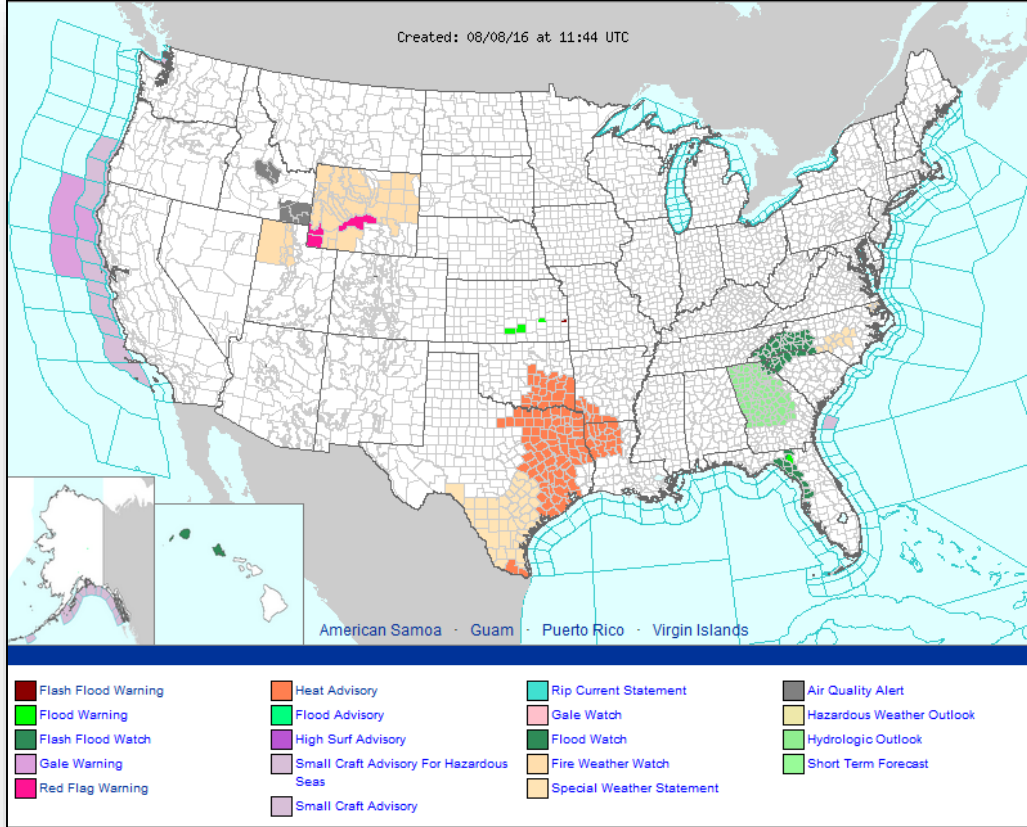 Created: 08/08/16 at 11:44 UTC
American Samoa · Guam · Puerto Rico · Virgin Islands
Flash Flood Warning
Flood Warning
Flash Flood Watch
Gale Warning
Red Flag Warning
Heat Advisory
Flood Advisory
High Surf Advisory
Small Craft Advisory For Hazardous
Seas
Small Craft Advisory
Rip Current Statement
Gale Watch
Flood Watch
Fire Weather Watch
Special Weather Statement
Air Quality Alert
Hazardous Weather Outlook
Hydrologic Outlook
Short Term Forecast